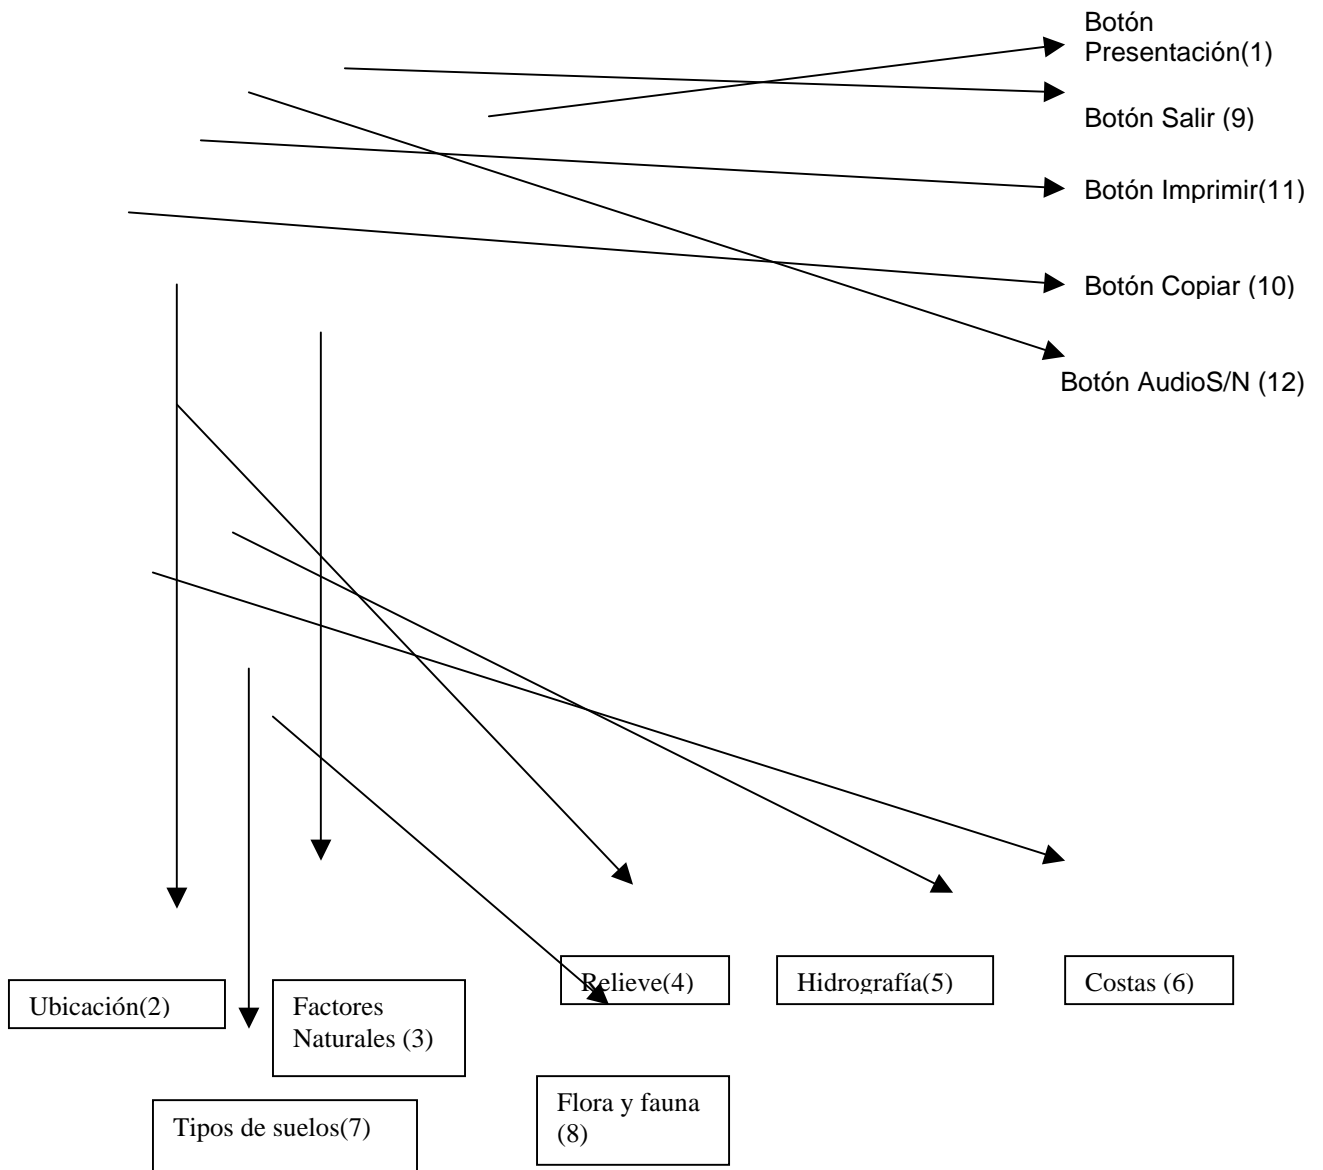 Botón
Presentación(1)
Botón Salir (9)
Botón Imprimir(11)
Botón Copiar (10)
Botón AudioS/N (12)
Relieve(4)
Hidrografía(5)
Costas (6)
Ubicación(2)
Factores
Naturales (3)
Flora y fauna
(8)
Tipos de suelos(7)